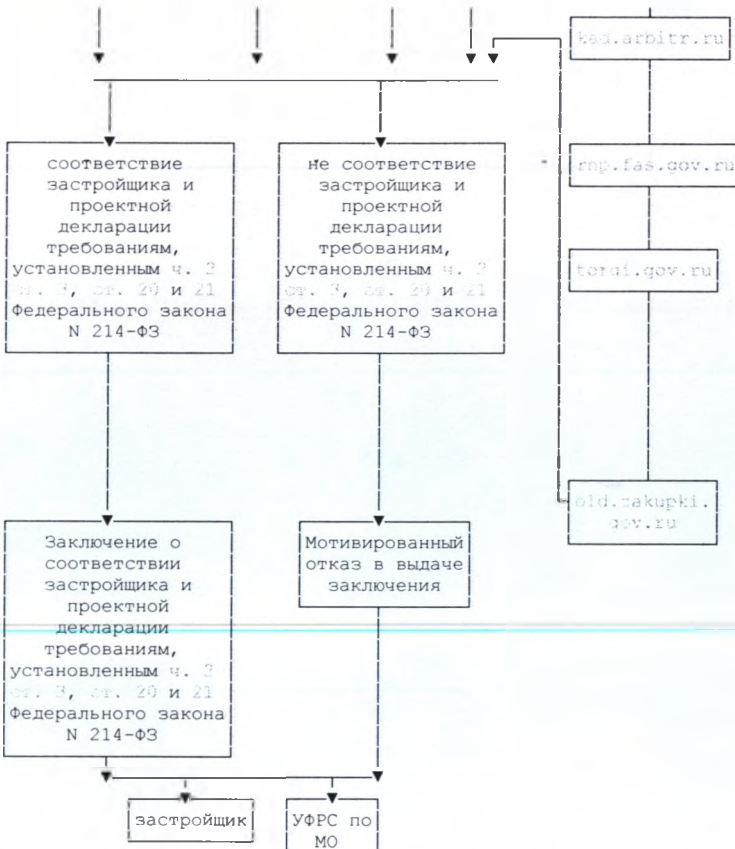 kad.arbitr.ru
соответствие
застройщика и
проектной
декларации
требованиям,
установленным ч. 2
ст. 3, ст. 20 и 21
Федерального закона
N 214-ФЗ
не соответствие
застройщика и
проектной
декларации
требованиям,
установленным ч. 2
ст. 3, ст. 20 и 21
Федерального закона
N 214-ФЗ
rnp.fas.gov.ru
torgi.gov.ru
old.zakupki.
gov.ru
Заключение о
соответствии
застройщика и
проектной
декларации
требованиям,
установленным ч. 2
ст. 3, ст. 20 и 21
Федерального закона
N 214-ФЗ
Мотивированный
отказ в выдаче
заключения
застройщик
УФРС по
МО